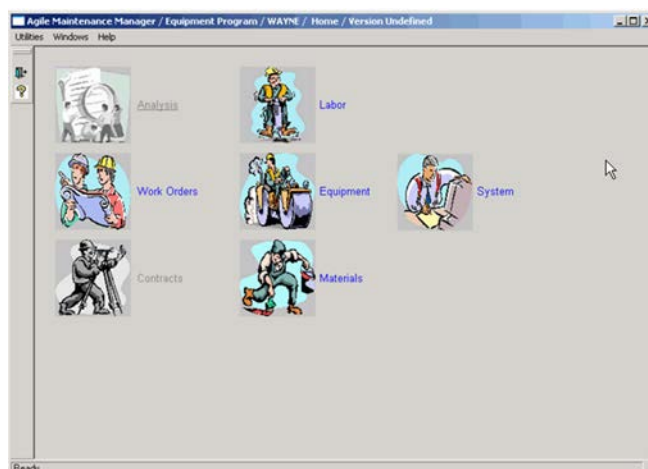 Agile Maintenance Manager / Equipment Program / WAYNE / Home / Version Undefined
Utilities Windows Help
Analysis
Labor
Work Orders
Equipment
System
Contracts
Materials
Ready